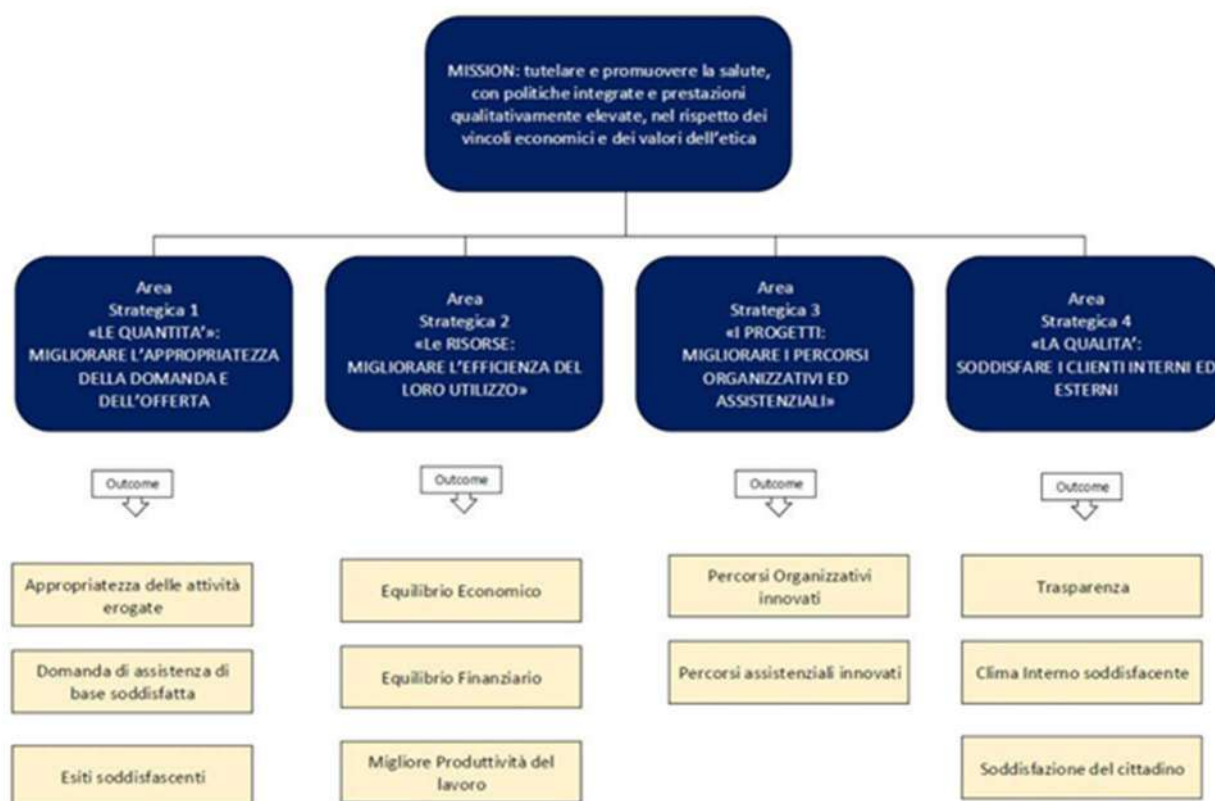 MISSION: tutelare e promuovere la salute,
con politiche integrate e prestazioni
qualitativamente elevate, nel rispetto dei
vincoli economici e dei valori dell'etica
Area
Strategica 1
«LE QUANTITA'»:
MIGLIORARE L'APPROPRIATEZZA
DELLA DOMANDA E
DELL'OFFERTA
Area
Strategica 2
«Le RISORSE:
MIGLIORARE L'EFFICIENZA DEL
LORO UTILIZZO»
Area
Strategica 3
«I PROGETTI:
MIGLIORARE I PERCORSI
ORGANIZZATIVI ED
ASSISTENZIALI»
Area
Strategica 4
«LA QUALITA':
SODDISFARE I CLIENTI INTERNI ED
ESTERNI
Outcome
Outcome
Outcome
Outcome
Appropriatezza delle attività
erogate
Domanda di assistenza di
base soddisfatta
Esiti soddisfascenti
Equilibrio Economico
Equilibrio Finanziario
Migliore Produttività del
lavoro
Percorsi Organizzativi
innovati
Percorsi assistenziali innovati
Trasparenza
Clima Interno soddisfacente
Soddisfazione del cittadino